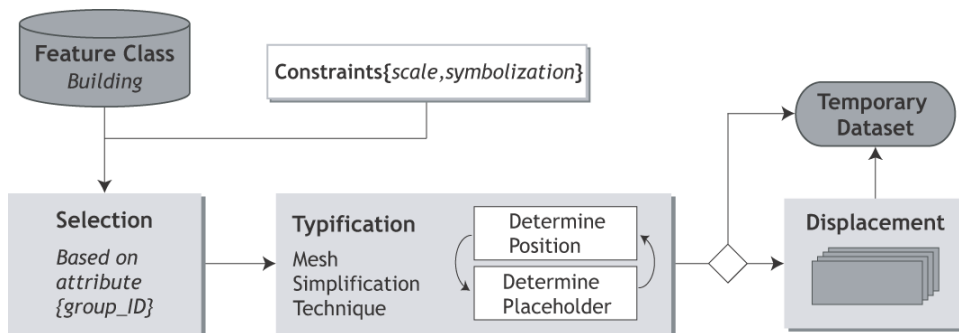 Feature Class
Building
Constraints{scale,symbolization}
Temporary
Dataset
Selection
Based on
attribute
{group_ID}
Typification
Mesh
Simplification
Technique
Determine
Position
Determine
Placeholder
Displacement